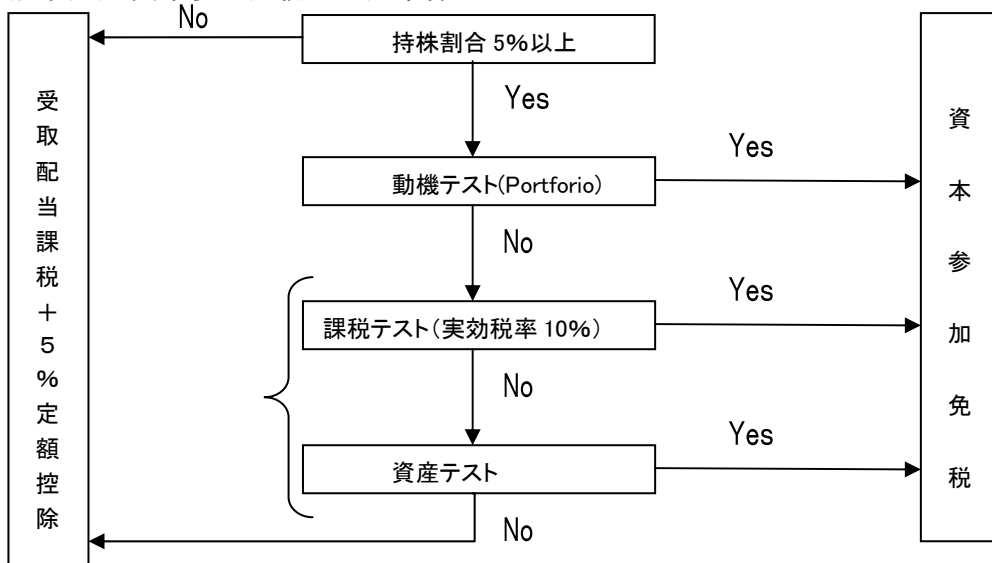 No
持株割合 5%以上
Yes
動機テスト(Portforio)
Yes
No
課税テスト(実効税率 10%)
Yes
No
資産テスト
Yes
No
受取配当課税+5%定額控除
資本参加免税